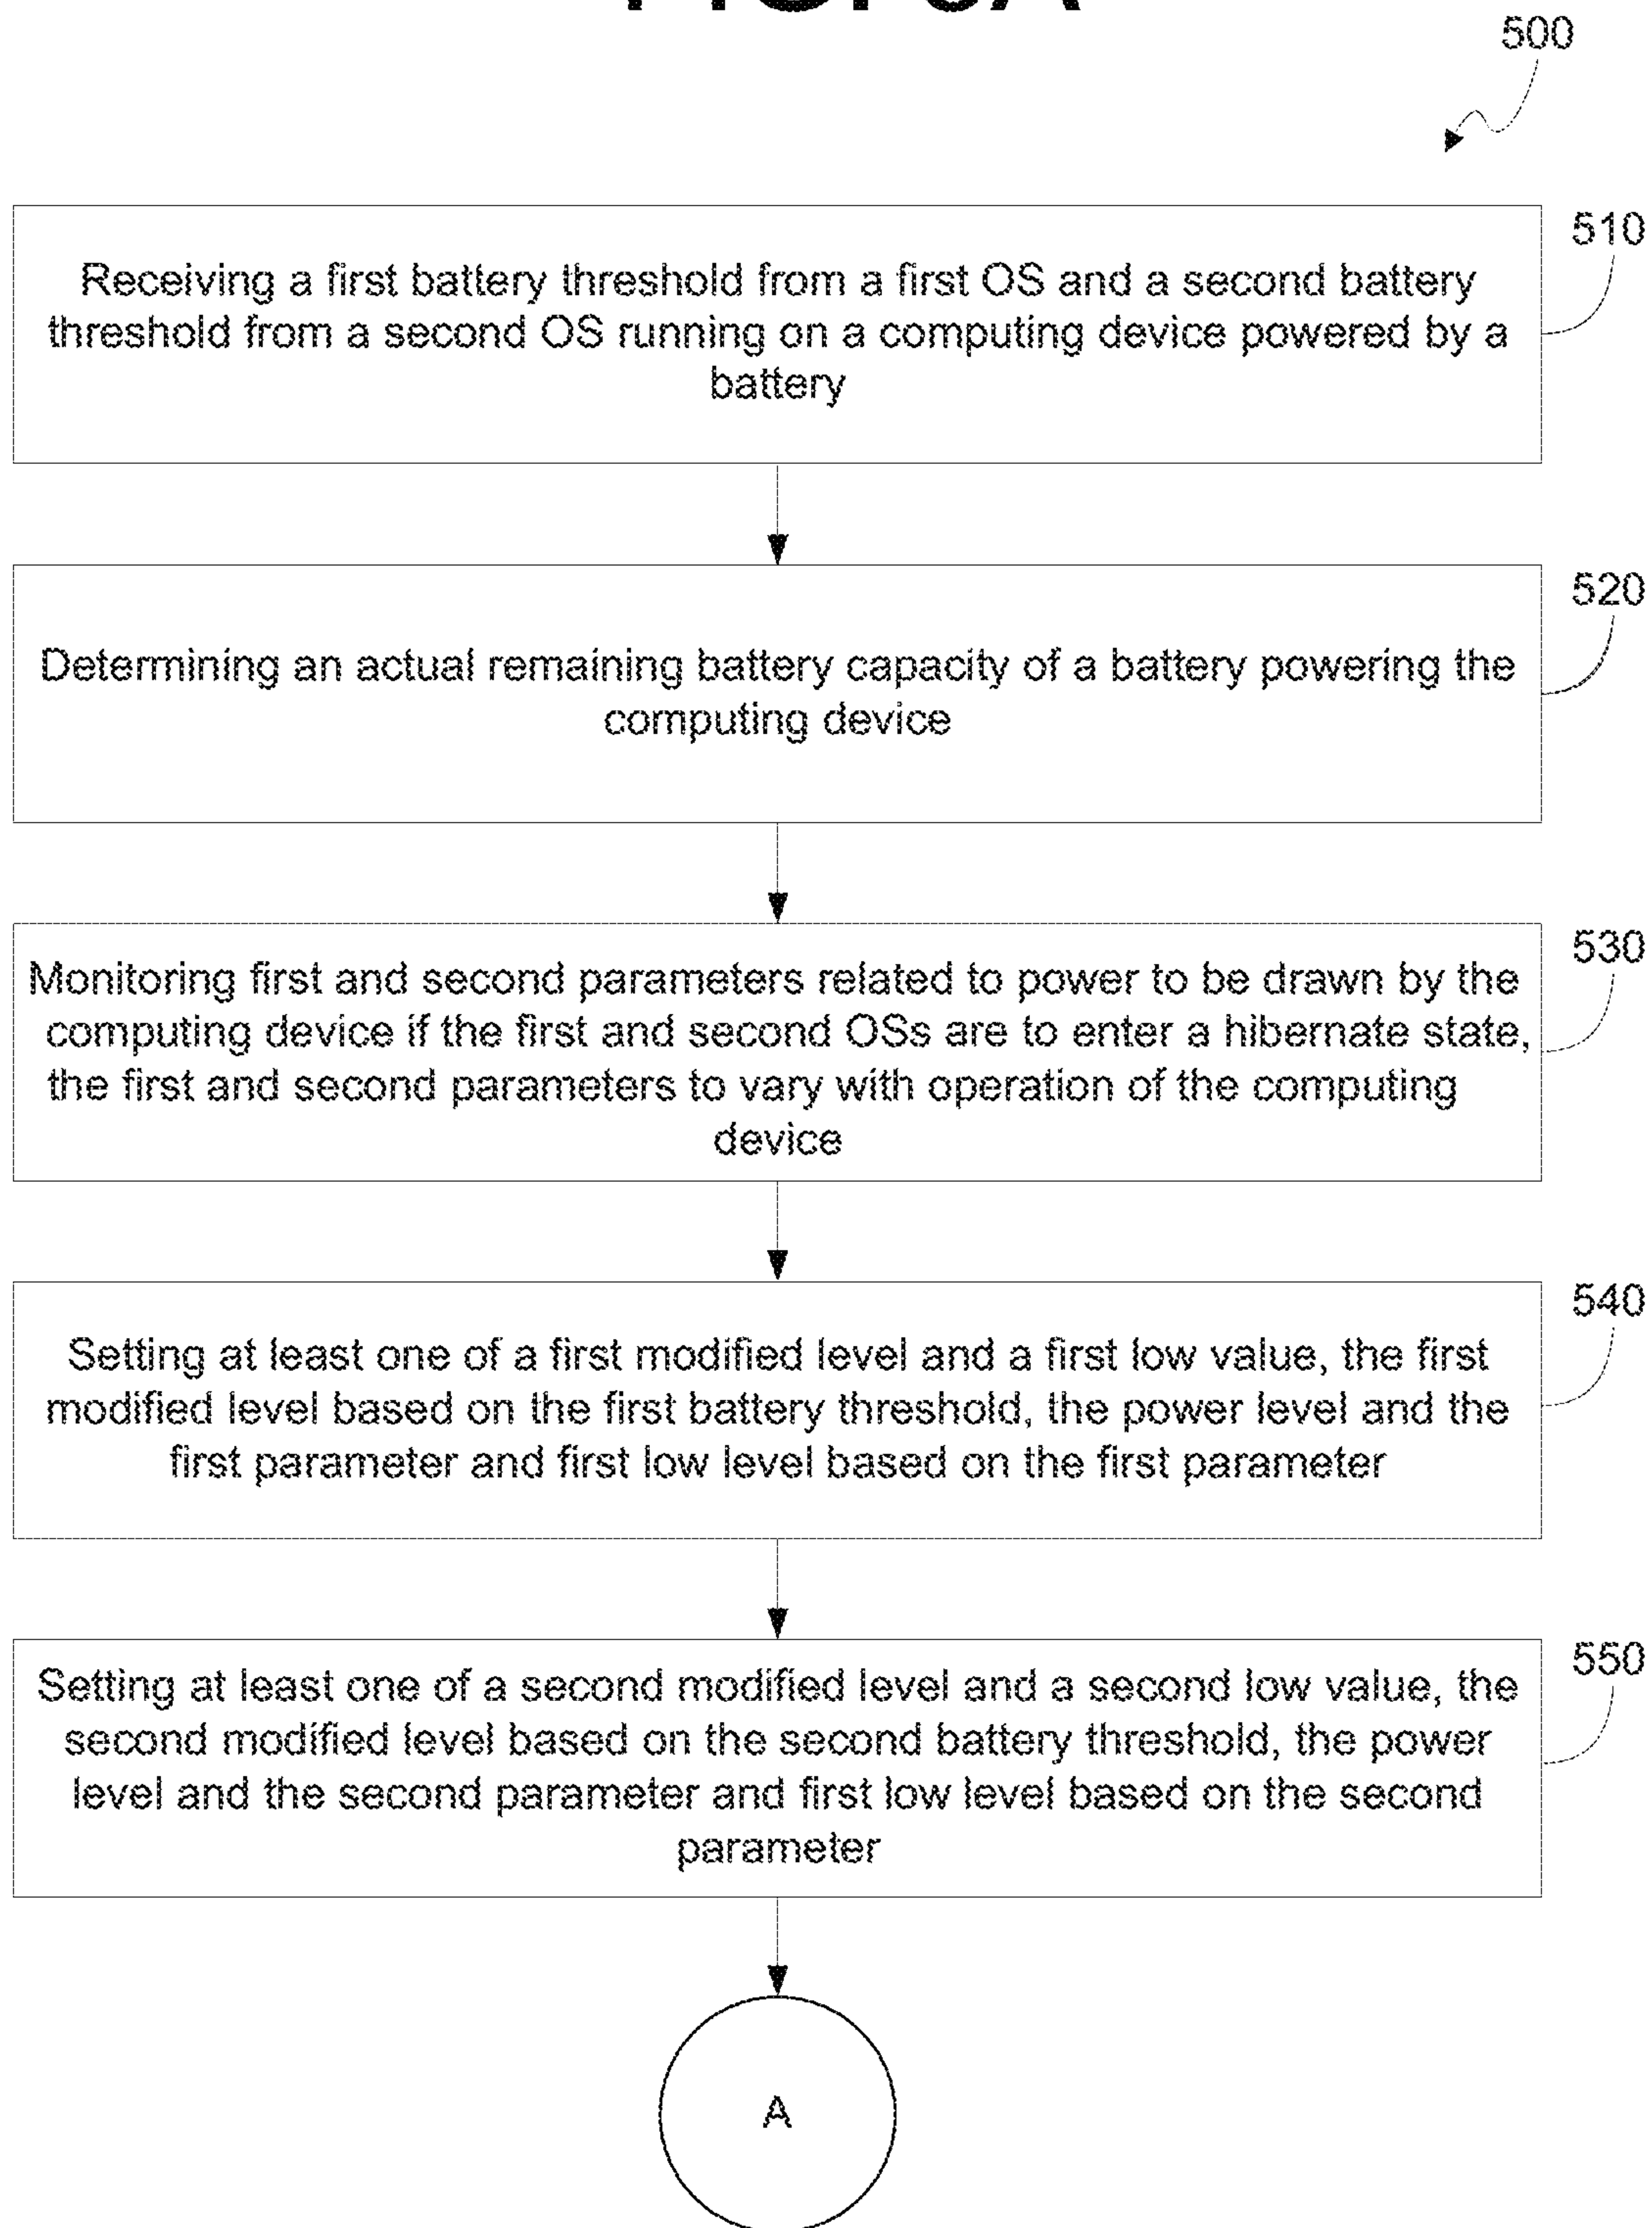 500
510
Receiving a first battery threshold from a first OS and a second battery
threshold from a second OS running on a computing device powered by a
battery
520
Determining an actual remaining battery capacity of a battery powering the
computing device
530
Monitoring first and second parameters related to power to be drawn by the
computing device if the first and second OSs are to enter a hibernate state,
the first and second parameters to vary with operation of the computing
device
540
Setting at least one of a first modified level and a first low value, the first
modified level based on the first battery threshold, the power level and the
first parameter and first low level based on the first parameter
550
Setting at least one of a second modified level and a second low value, the
second modified level based on the second battery threshold, the power
level and the second parameter and first low level based on the second
parameter
A